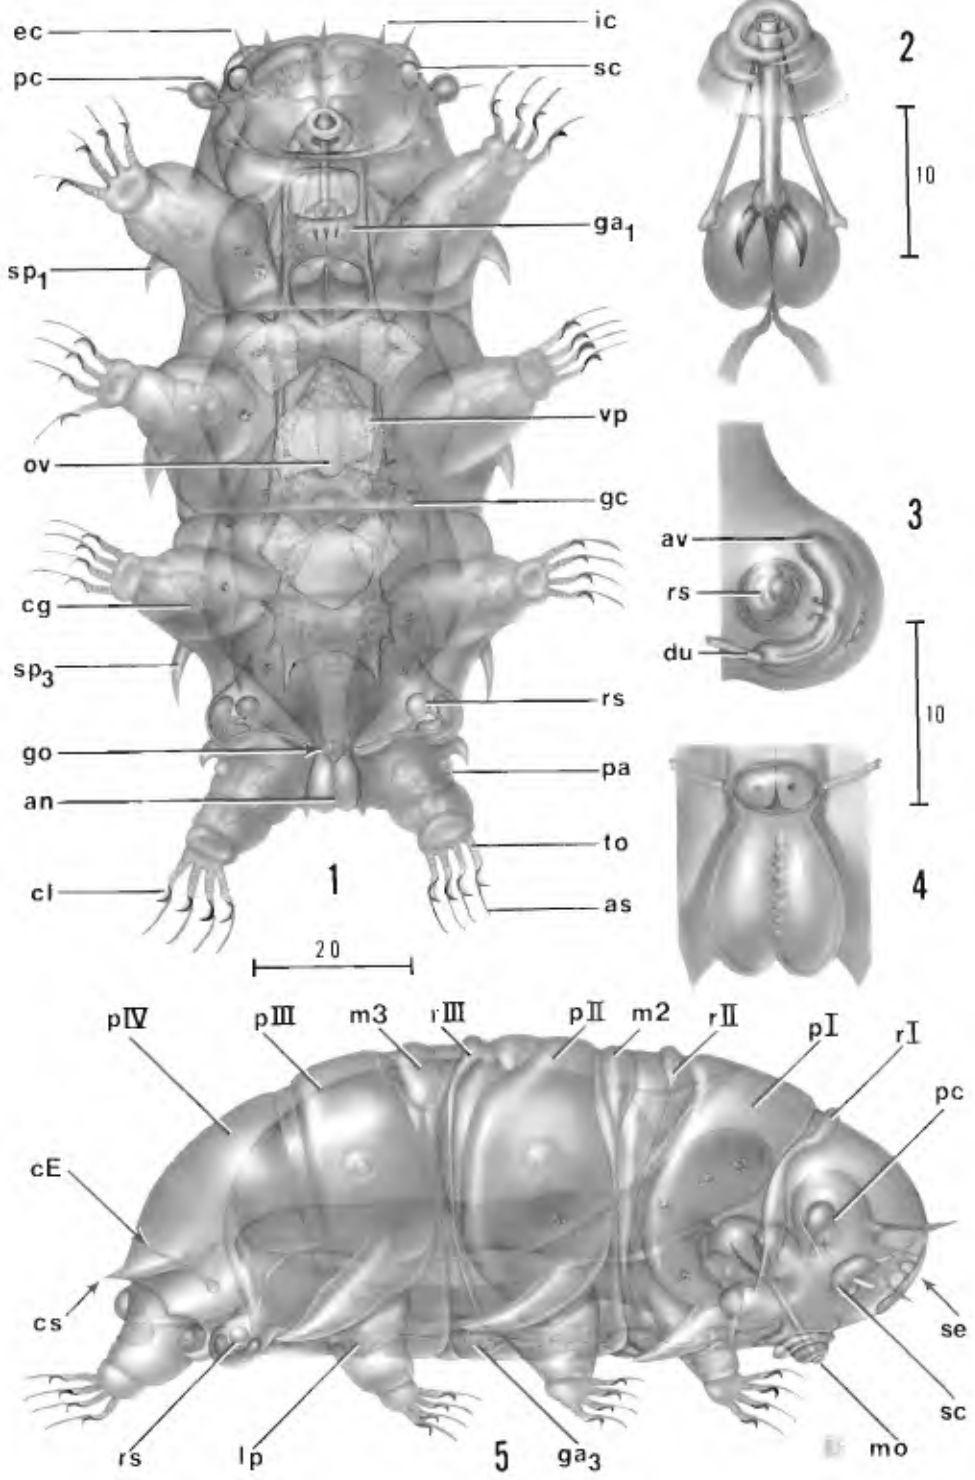 ec
ic
pc
sc
2
10
ga1
sp1
vp
ov
gc
3
av
rs
du
cg
sp3
rs
go
pa
10
an
to
cl
1
as
4
20
pIV
pIII
m3
rIII
pII
m2
rII
pI
rI
pc
cE
cs
se
sc
rs
lp
5
ga3
mo